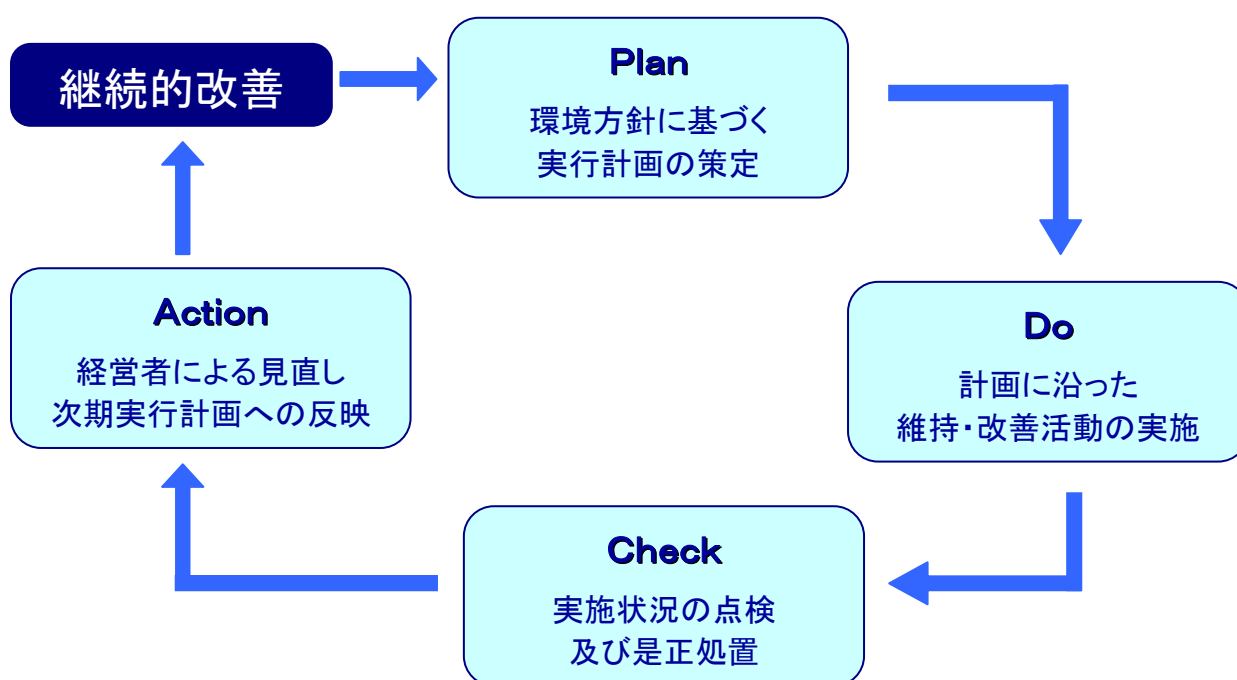 継続的改善
Plan
環境方針に基づく
実行計画の策定
Do
計画に沿った
維持・改善活動の実施
Check
実施状況の点検
及び是正処置
Action
経営者による見直し
次期実行計画への反映